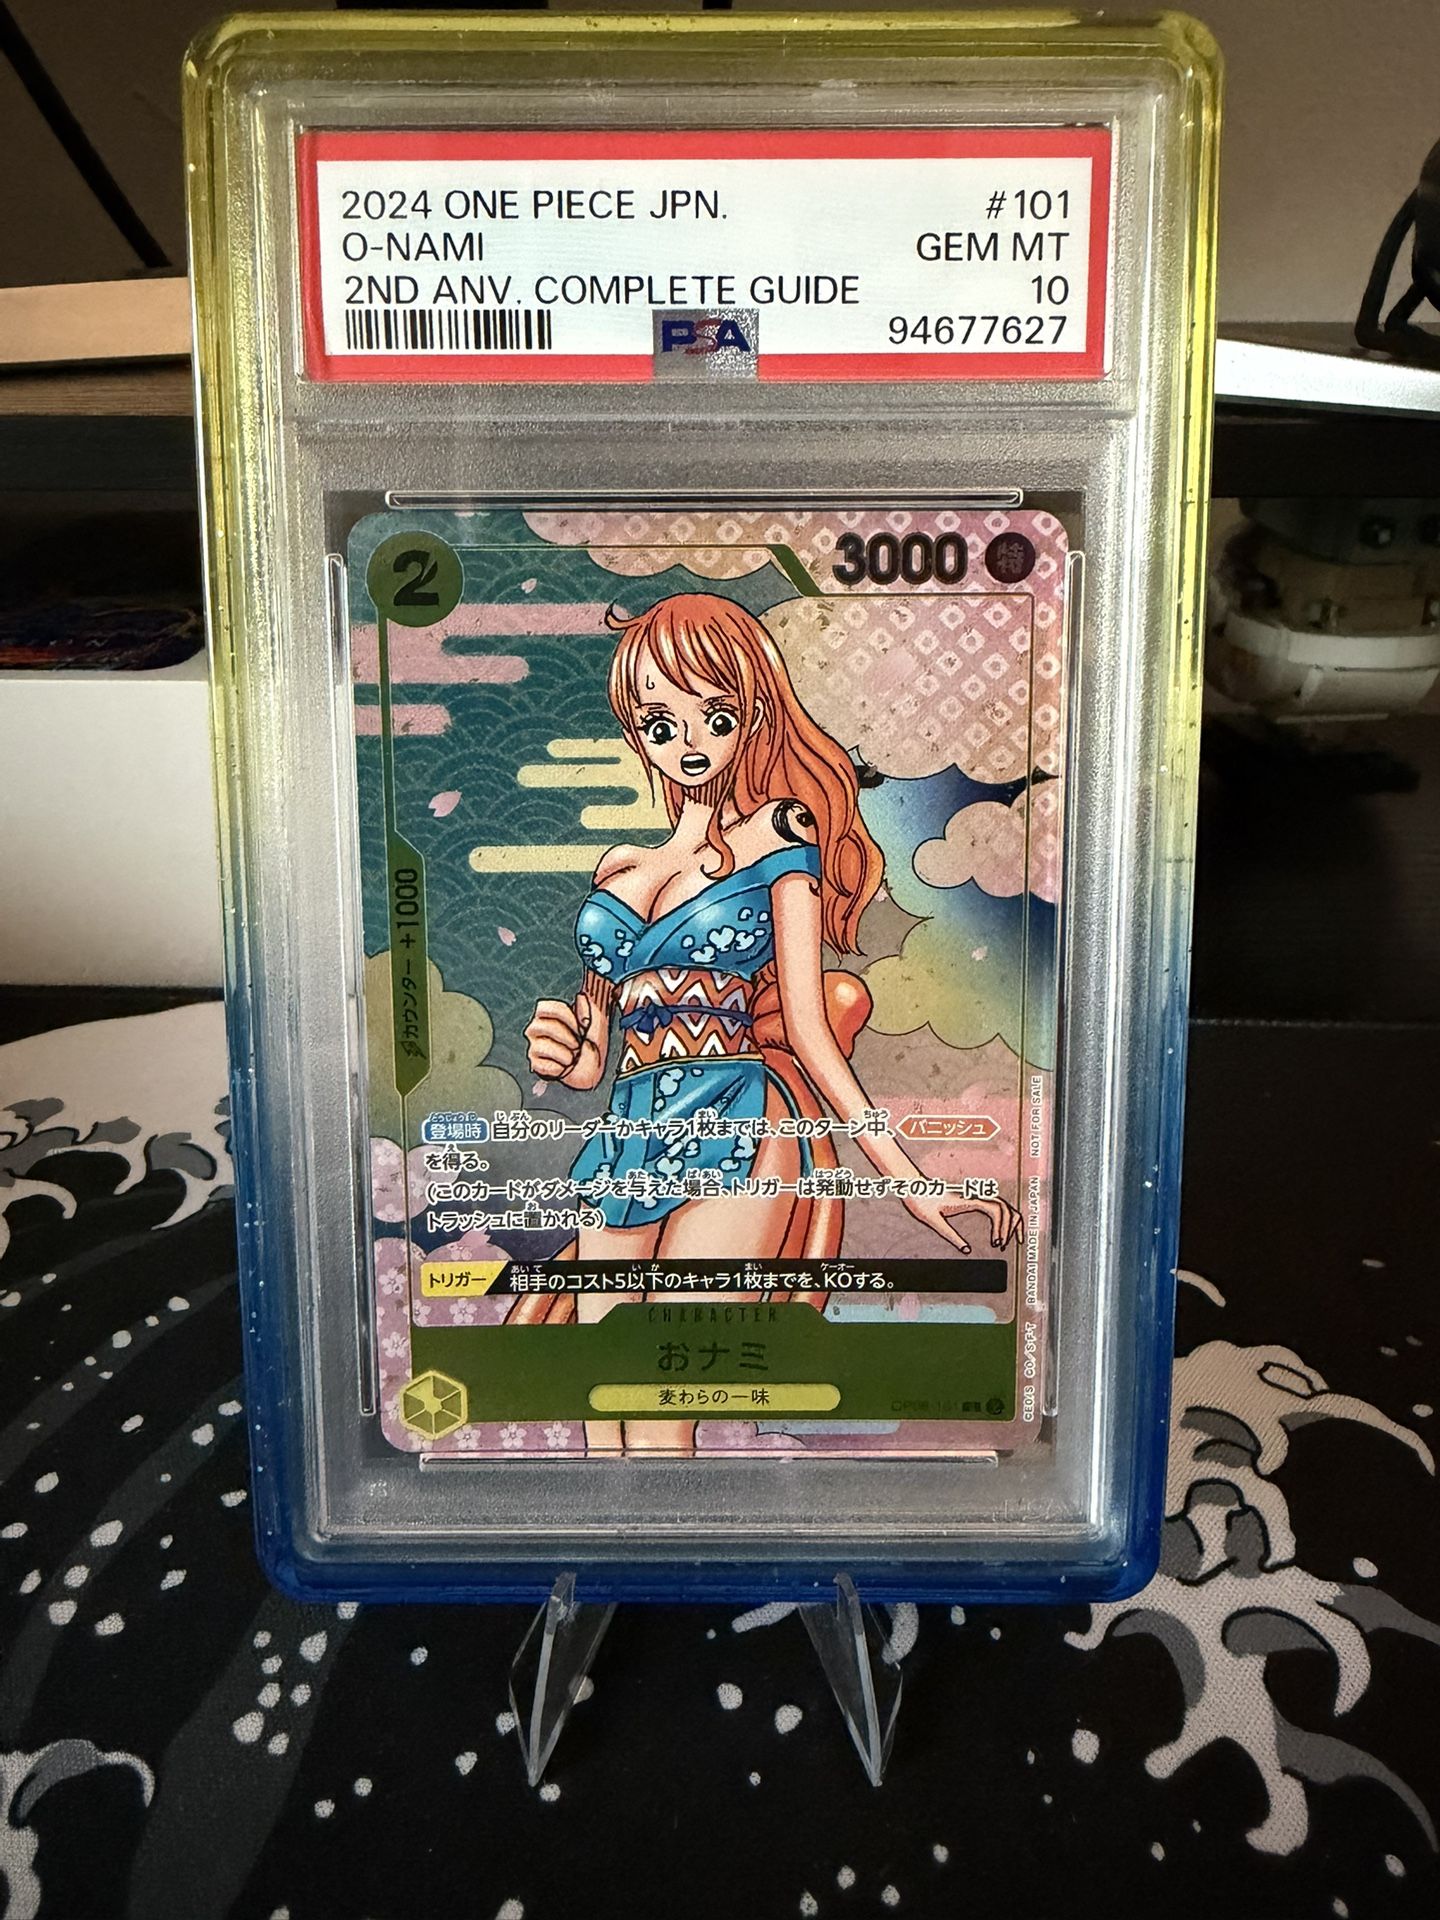 2024 ONE PIECE JPN. #101
O-NAMI GEM MT
2ND ANV. COMPLETE GUIDE 10
94677627
PSA
2 3000 特
カウンター +1000
登場時 自分のリーダーかキャラ1枚までは、このターン中、バニッシュ
を得る。
(このカードがダメージを与えた場合、トリガーは発動せずそのカードは
トラッシュに置かれる)
トリガー 相手のコスト5以下のキャラ1枚までを、KOする。
CHARACTER
おナミ
麦わらの一味
BANDAI MADE IN JAPAN NOT FOR SALE